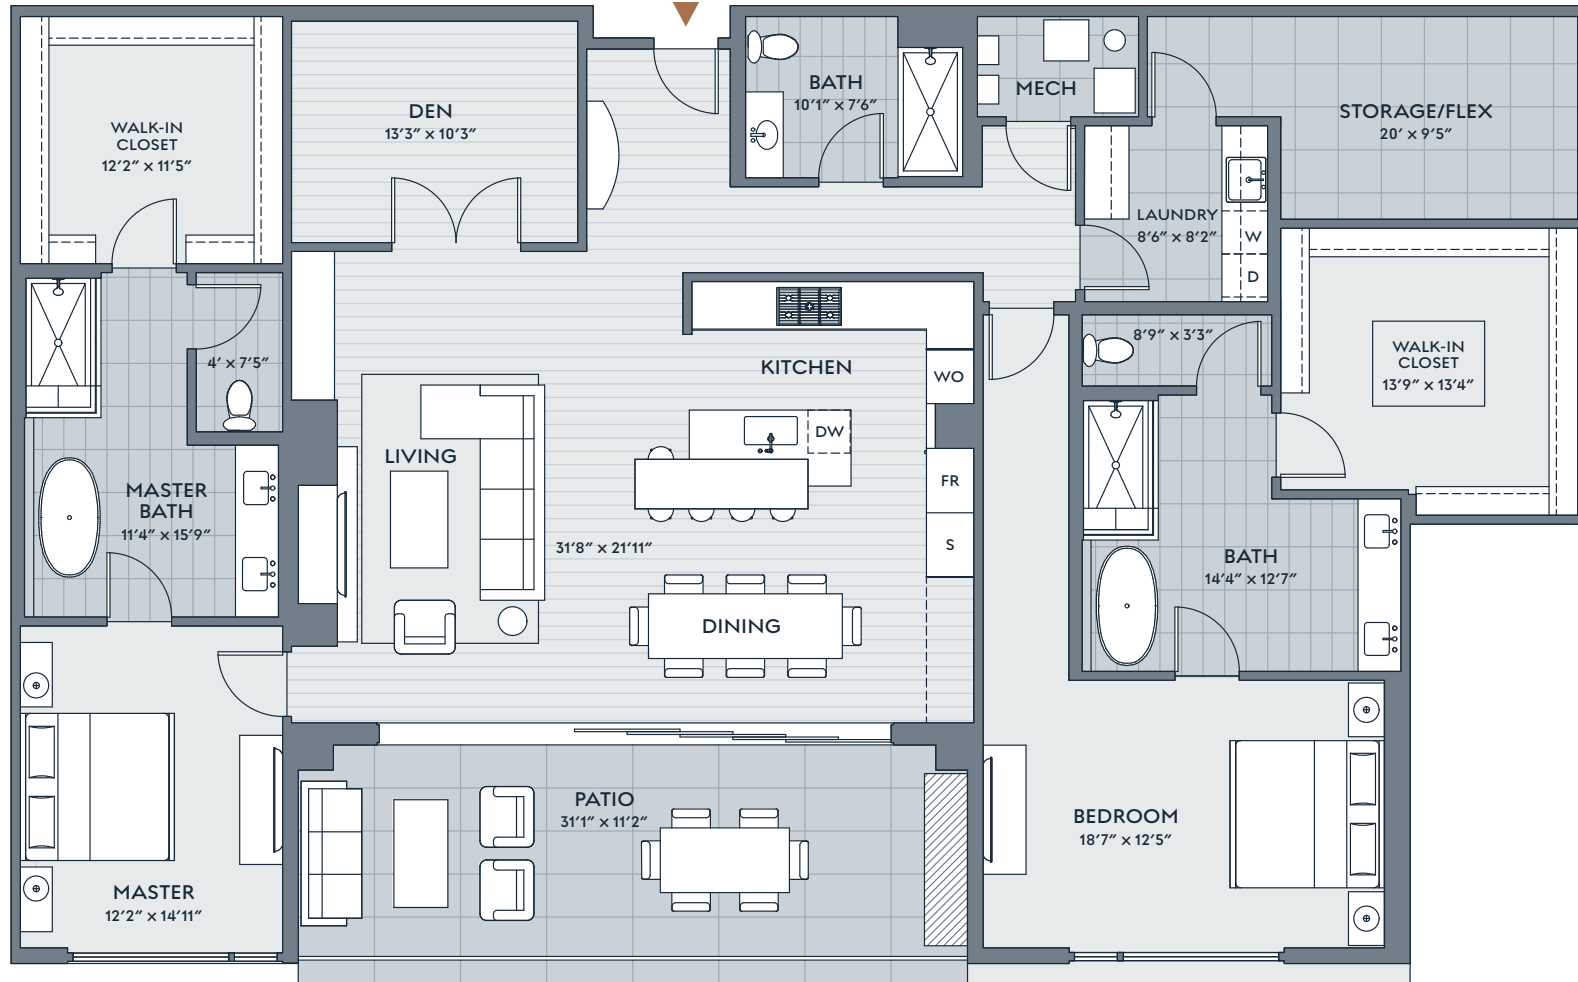 WALK-IN
CLOSET
12′2″ x 11′5″
DEN
13′3″ x 10′3″
BATH
10′1″ x 7′6″
MECH
STORAGE/FLEX
20′ x 9′5″
LAUNDRY
8′6″ x 8′2″
W
D
4′ x 7′5″
MASTER
BATH
11′4″ x 15′9″
KITCHEN
WO
DW
FR
S
LIVING
31′8″ x 21′11″
DINING
8′9″ x 3′3″
WALK-IN
CLOSET
13′9″ x 13′4″
BATH
14′4″ x 12′7″
MASTER
12′2″ x 14′11″
PATIO
31′1″ x 11′2″
BEDROOM
18′7″ x 12′5″